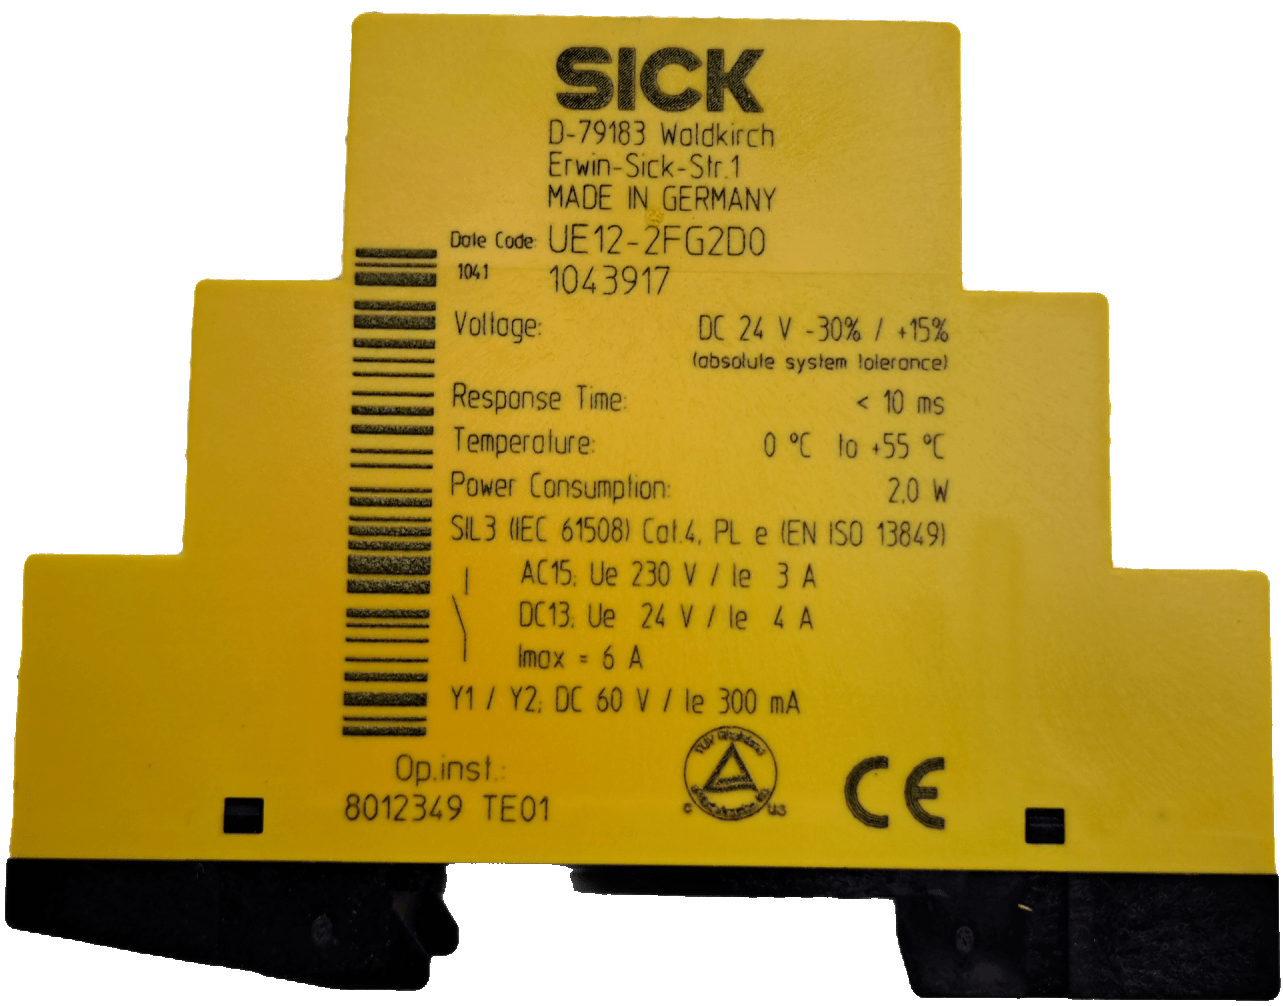 SICK
D-79183 Waldkirch
Erwin-Sick-Str.1
MADE IN GERMANY
Date Code: UE12-2FG2D0
1041 1043917
Voltage: DC 24 V -30% / +15%
(absolute system tolerance)
Response Time: < 10 ms
Temperature: 0 °C to +55 °C
Power Consumption: 2.0 W
SIL3 (IEC 61508) Cat.4, PL e (EN ISO 13849)
AC15; Ue 230 V / Ie 3 A
DC13; Ue 24 V / Ie 4 A
Imax = 6 A
Y1 / Y2; DC 60 V / Ie 300 mA
Op.inst.:
8012349 TE01
TÜV Rheinland
C US
CE